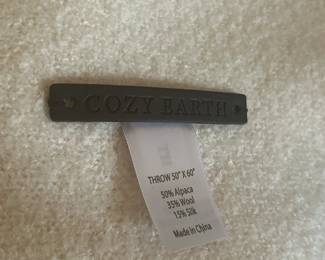 COZY EARTH
THROW 50" X 60"
50% Alpaca
35% Wool
15% Silk
Made in China